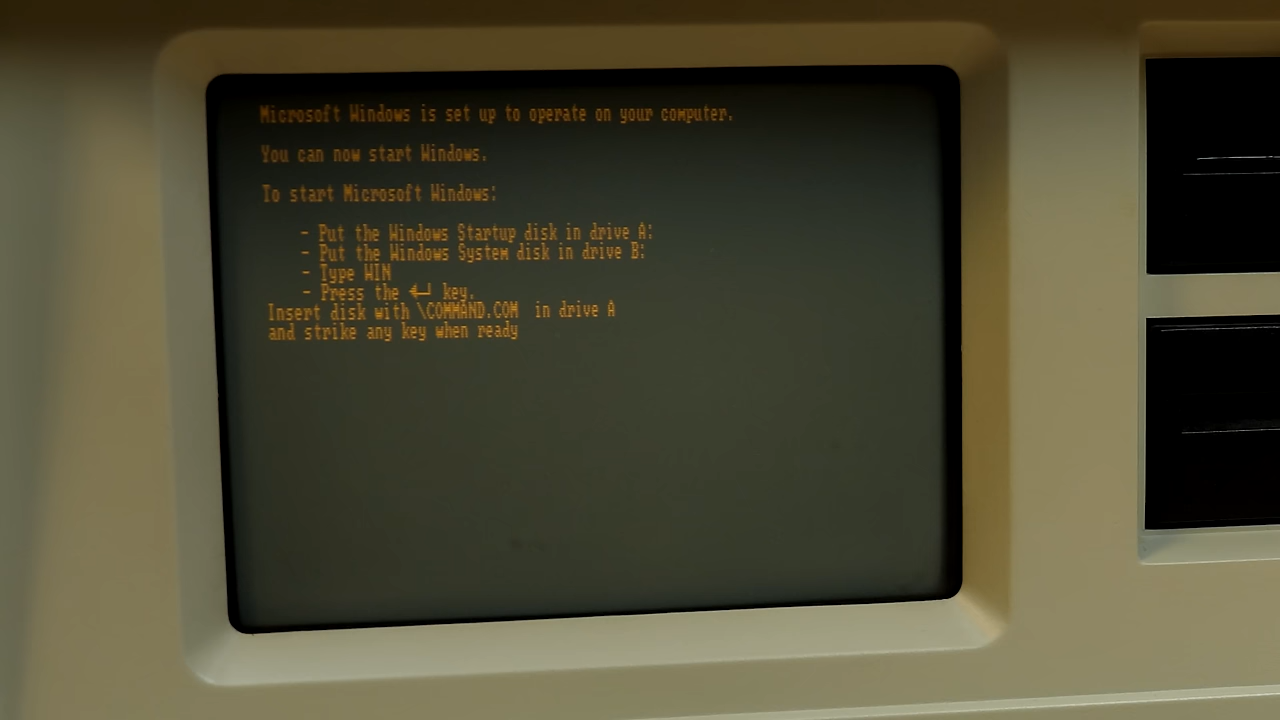 Microsoft Windows is set up to operate on your computer.
You can now start Windows.
To start Microsoft Windows:
- Put the Windows Startup disk in drive A:
- Put the Windows System disk in drive B:
- Type WIN
- Press the ↵ key.
Insert disk with \COMMAND.COM in drive A
and strike any key when ready